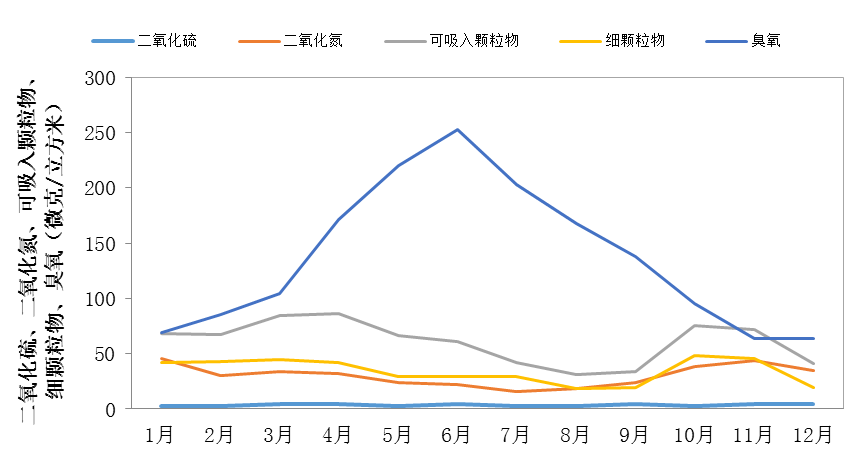 二氧化硫 二氧化氮 可吸入颗粒物 细颗粒物 臭氧
二氧化硫、二氧化氮、可吸入颗粒物、
细颗粒物、臭氧（微克/立方米）
300
250
200
150
100
50
0
1月 2月 3月 4月 5月 6月 7月 8月 9月 10月 11月 12月